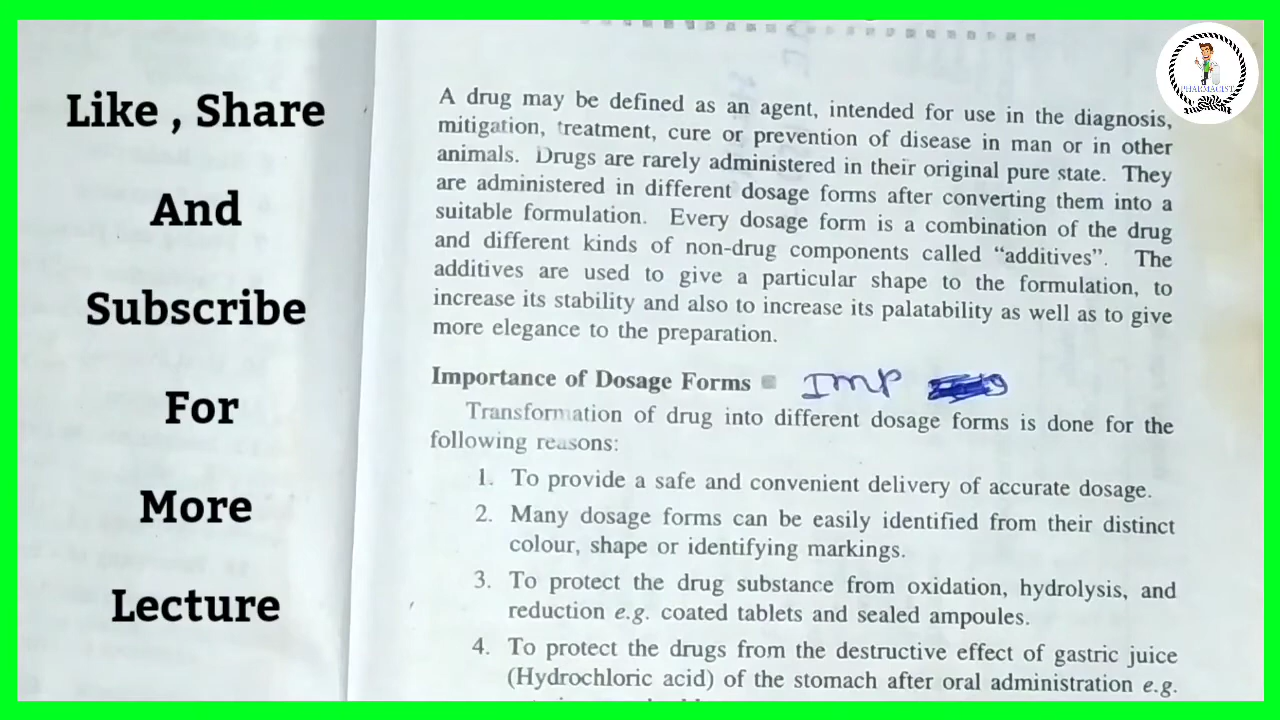 Like , Share
And
Subscribe
For
More
Lecture
PHARMACIST
A drug may be defined as an agent, intended for use in the diagnosis,
mitigation, treatment, cure or prevention of disease in man or in other
animals. Drugs are rarely administered in their original pure state. They
are administered in different dosage forms after converting them into a
suitable formulation. Every dosage form is a combination of the drug
and different kinds of non-drug components called “additives”. The
additives are used to give a particular shape to the formulation, to
increase its stability and also to increase its palatability as well as to give
more elegance to the preparation.
Importance of Dosage Forms IMP
Transformation of drug into different dosage forms is done for the
following reasons:
1. To provide a safe and convenient delivery of accurate dosage.
2. Many dosage forms can be easily identified from their distinct
colour, shape or identifying markings.
3. To protect the drug substance from oxidation, hydrolysis, and
reduction e.g. coated tablets and sealed ampoules.
4. To protect the drugs from the destructive effect of gastric juice
(Hydrochloric acid) of the stomach after oral administration e.g.